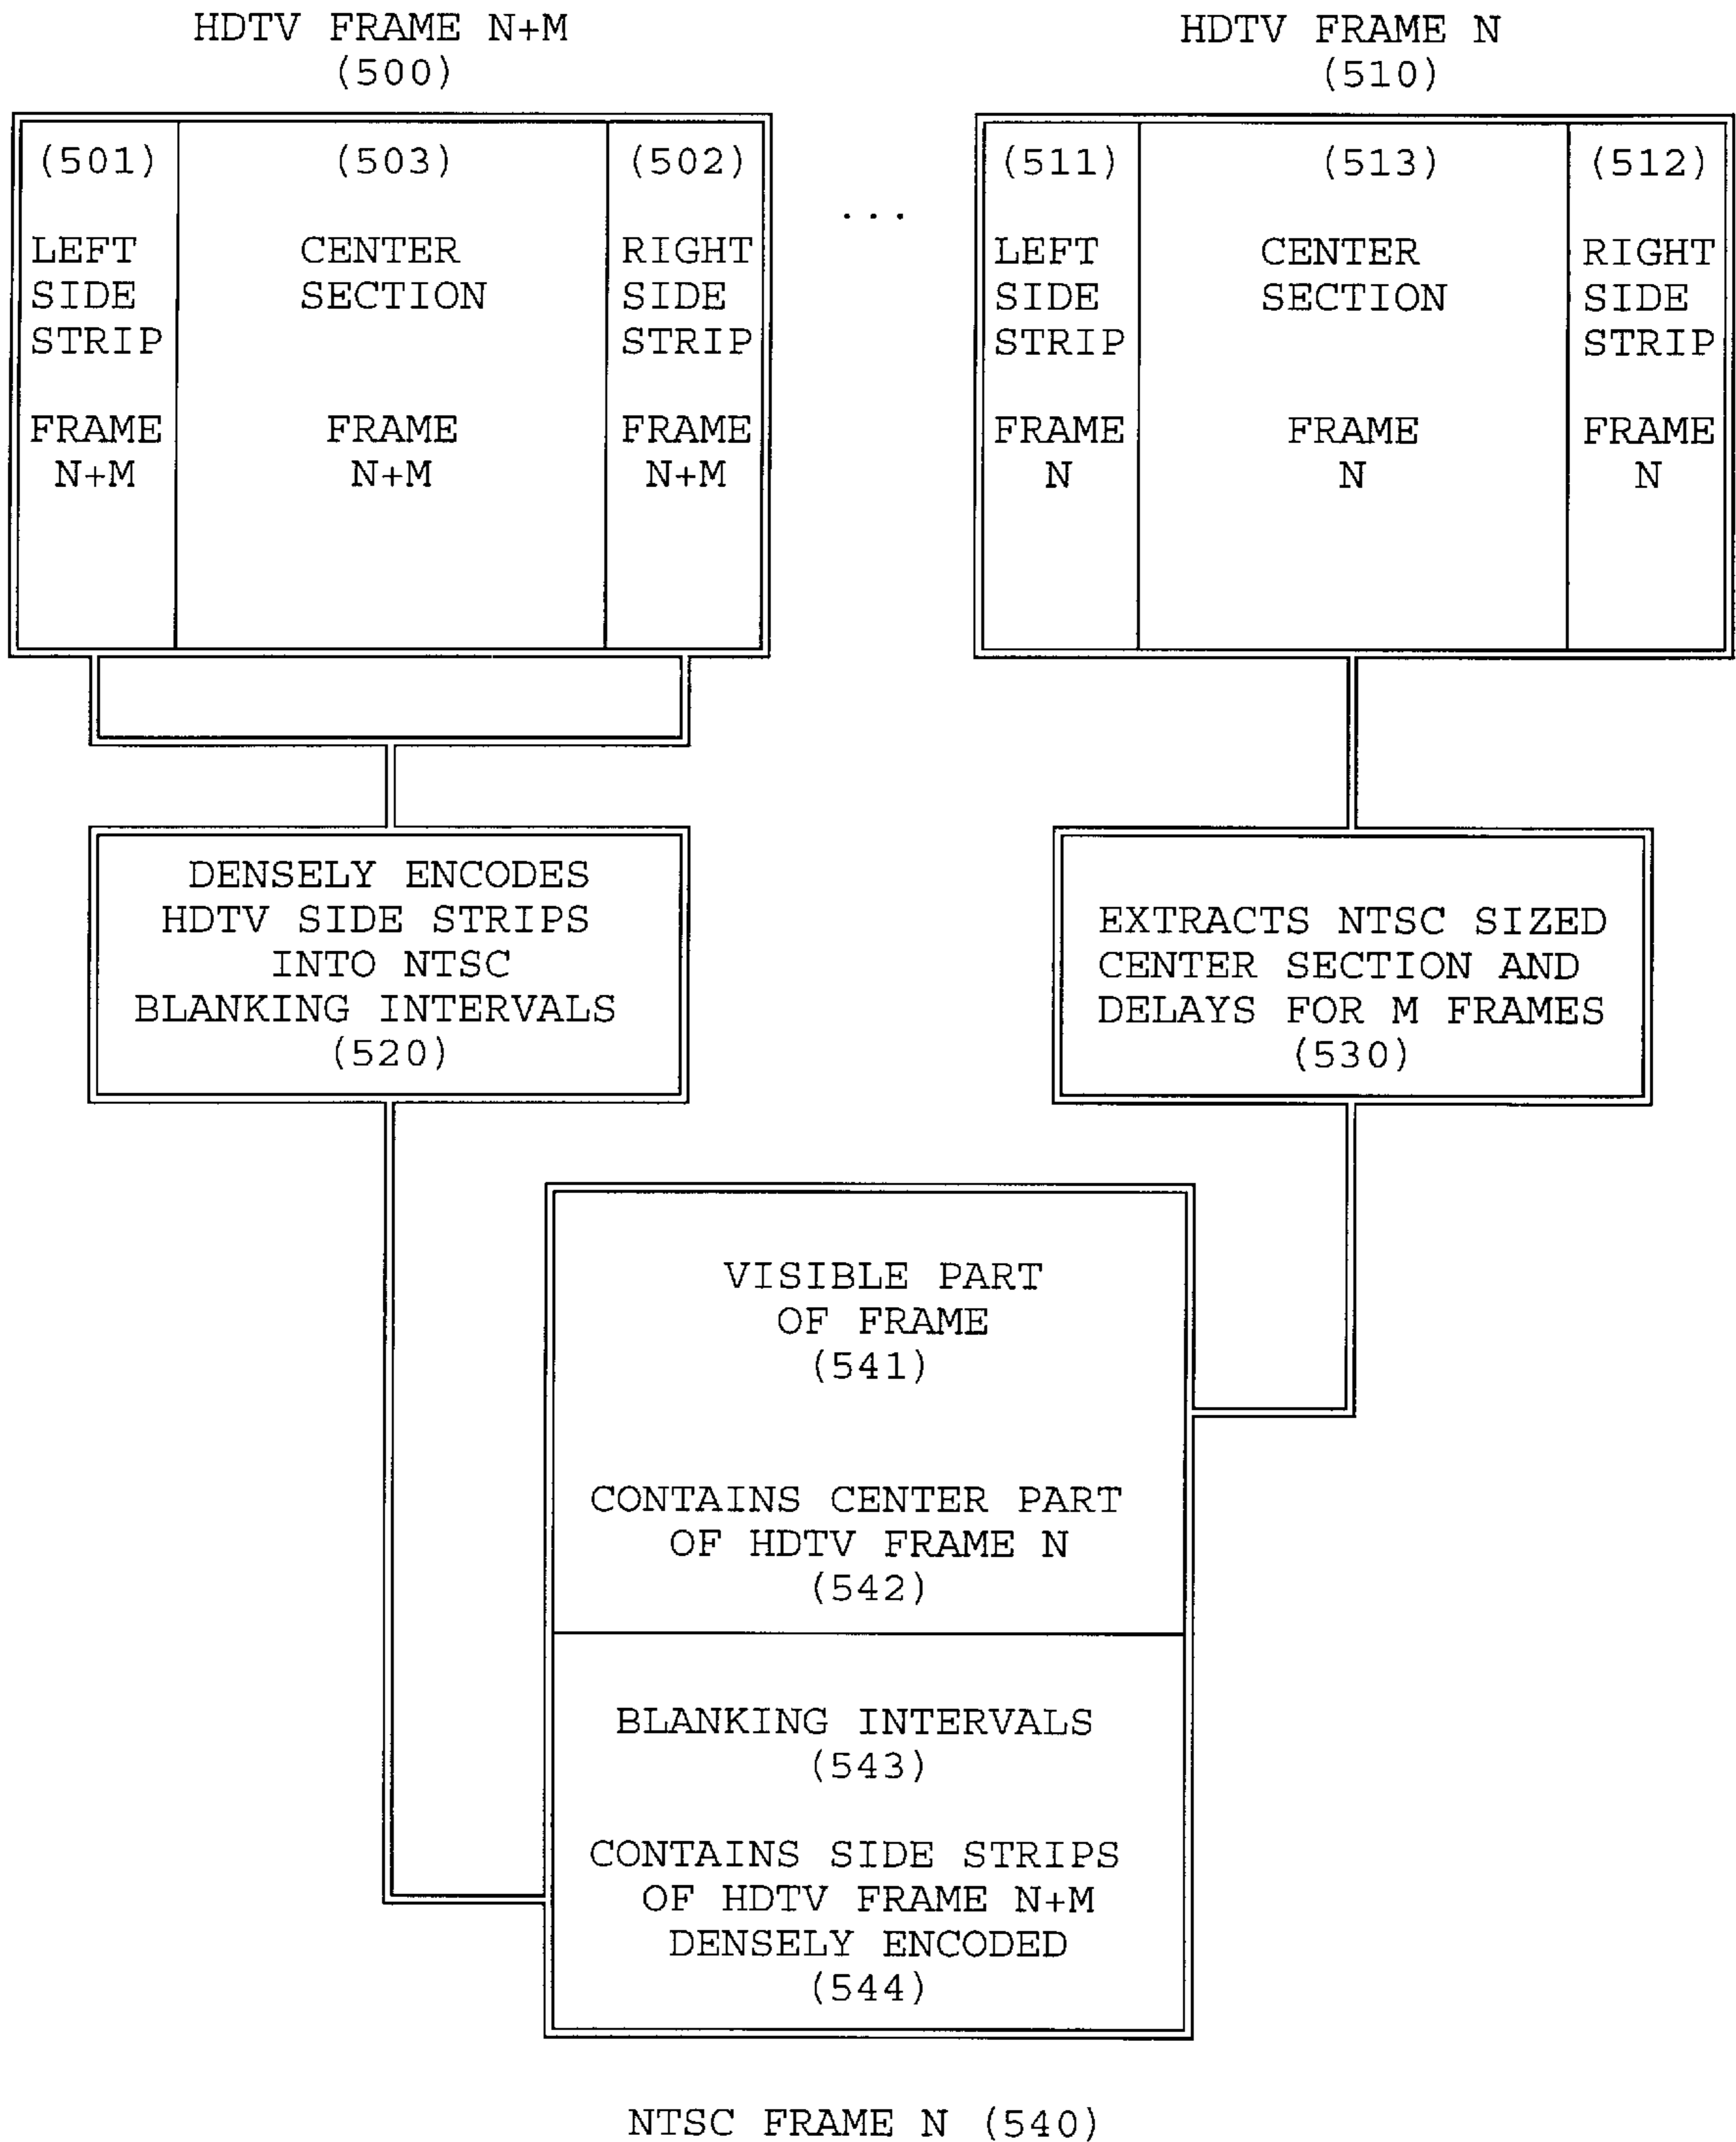 HDTV FRAME N+M
(500)
HDTV FRAME N
(510)
(501)
LEFT
SIDE
STRIP
FRAME
N+M
(503)
CENTER
SECTION
FRAME
N+M
(502)
RIGHT
SIDE
STRIP
FRAME
N+M
...
(511)
LEFT
SIDE
STRIP
FRAME
N
(513)
CENTER
SECTION
FRAME
N
(512)
RIGHT
SIDE
STRIP
FRAME
N
DENSELY ENCODES
HDTV SIDE STRIPS
INTO NTSC
BLANKING INTERVALS
(520)
EXTRACTS NTSC SIZED
CENTER SECTION AND
DELAYS FOR M FRAMES
(530)
VISIBLE PART
OF FRAME
(541)
CONTAINS CENTER PART
OF HDTV FRAME N
(542)
BLANKING INTERVALS
(543)
CONTAINS SIDE STRIPS
OF HDTV FRAME N+M
DENSELY ENCODED
(544)
NTSC FRAME N (540)